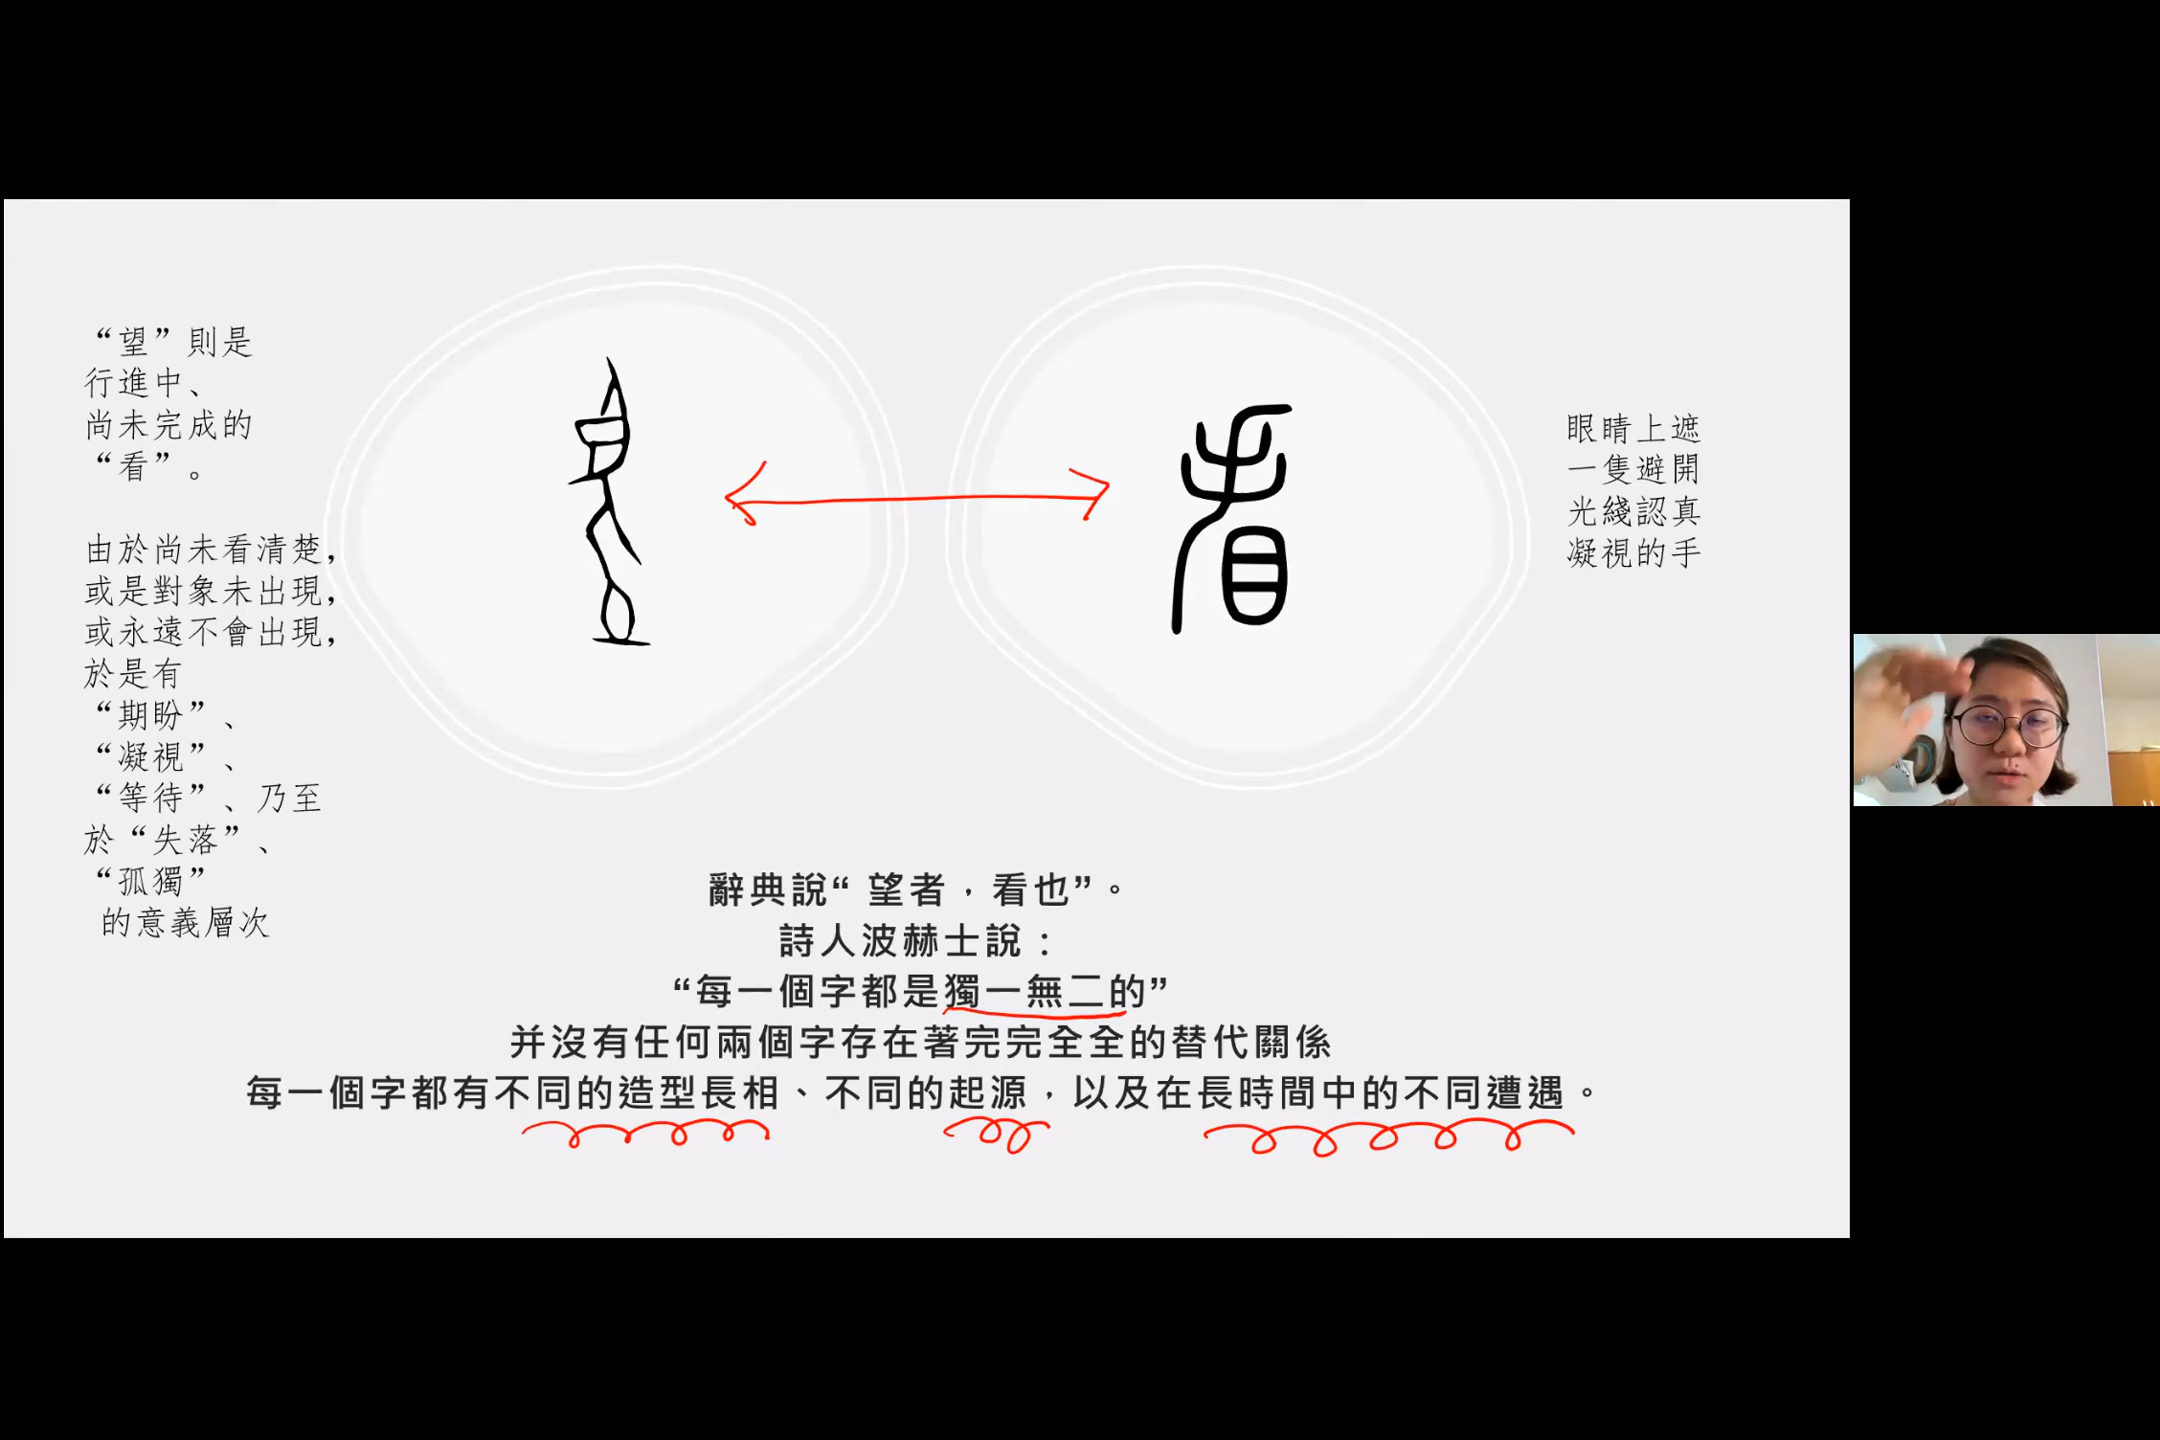 “望”則是
行進中、
尚未完成的
“看”。
由於尚未看清楚，
或是對象未出現，
或永遠不會出現，
於是有
“期盼”、
“凝視”、
“等待”、乃至
於“失落”、
“孤獨”
的意義層次
眼睛上遮
一隻避開
光綫認真
凝視的手
辭典說“ 望者，看也”。
詩人波赫士說：
“每一個字都是獨一無二的”
并沒有任何兩個字存在著完完全全的替代關係
每一個字都有不同的造型長相、不同的起源，以及在長時間中的不同遭遇。